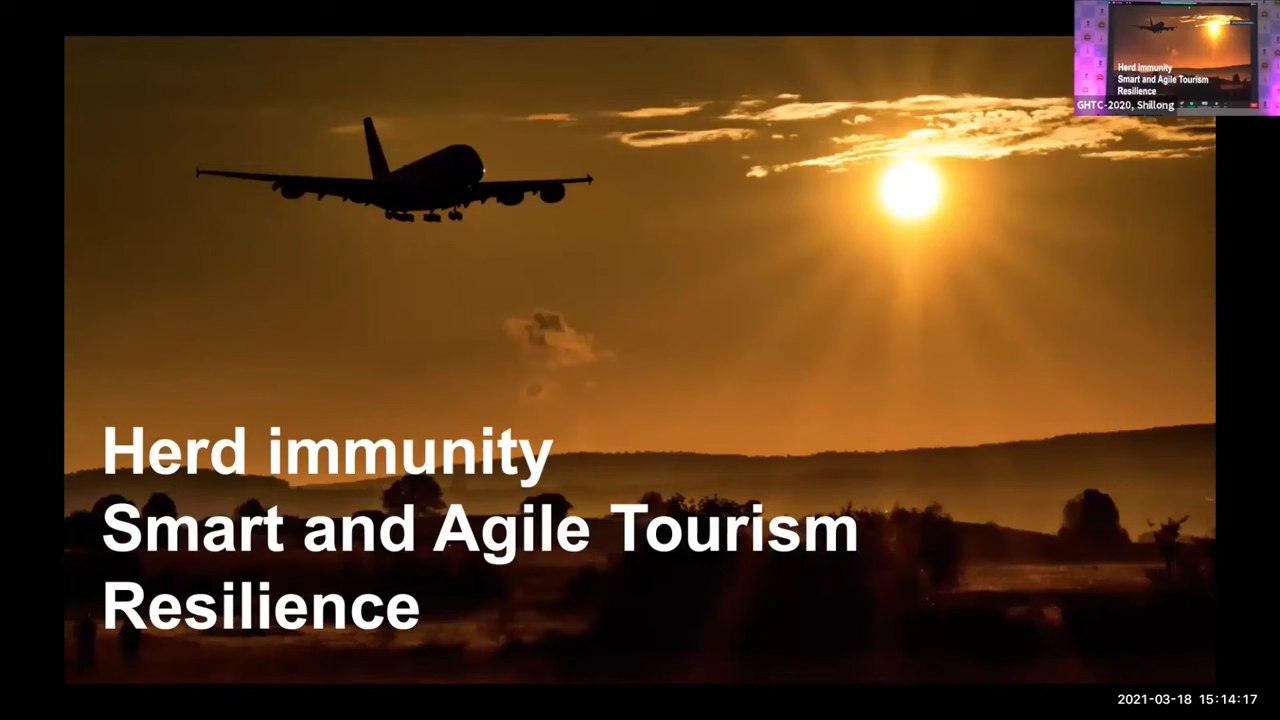 Herd immunity
Smart and Agile Tourism
Resilience
Herd immunity
Smart and Agile Tourism
Resilience
GHTC-2020, Shillong
2021-03-18 15:14:17